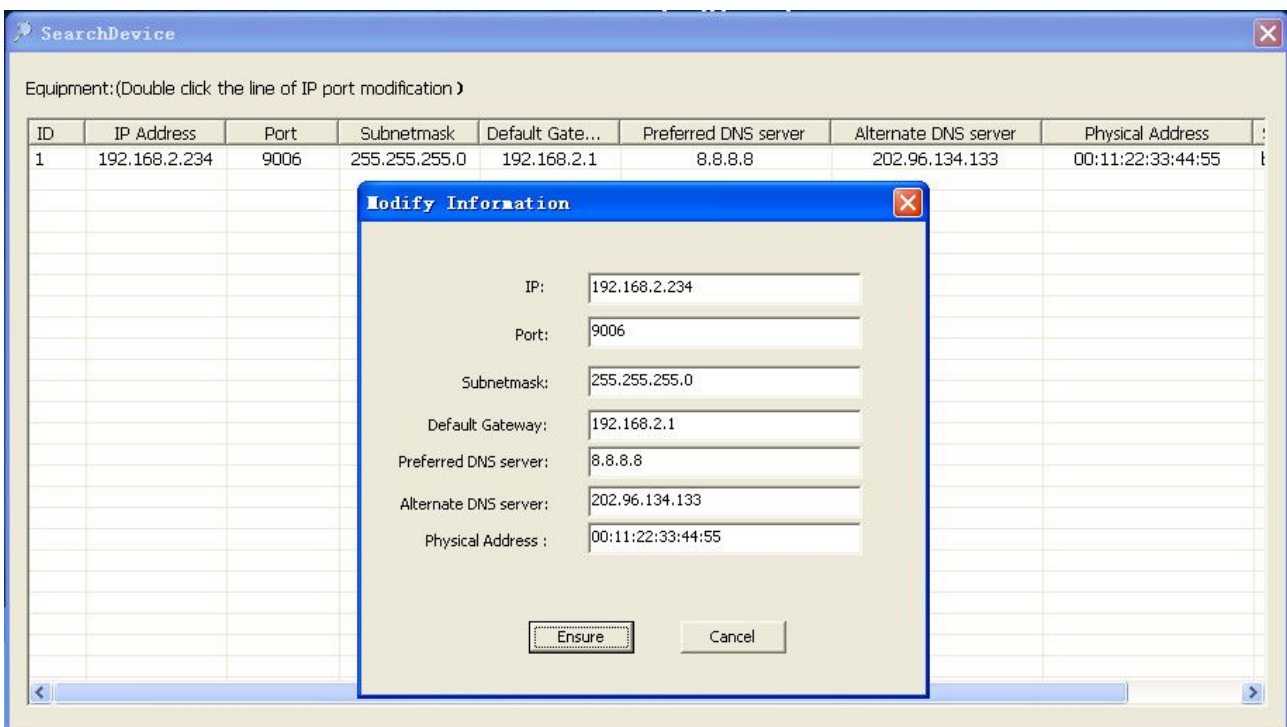 SearchDevice
Equipment:(Double click the line of IP port modification )
ID IP Address Port Subnetmask Default Gate... Preferred DNS server Alternate DNS server Physical Address
1 192.168.2.234 9006 255.255.255.0 192.168.2.1 8.8.8.8 202.96.134.133 00:11:22:33:44:55
Modify Information
IP: 192.168.2.234
Port: 9006
Subnetmask: 255.255.255.0
Default Gateway: 192.168.2.1
Preferred DNS server: 8.8.8.8
Alternate DNS server: 202.96.134.133
Physical Address : 00:11:22:33:44:55
Ensure Cancel